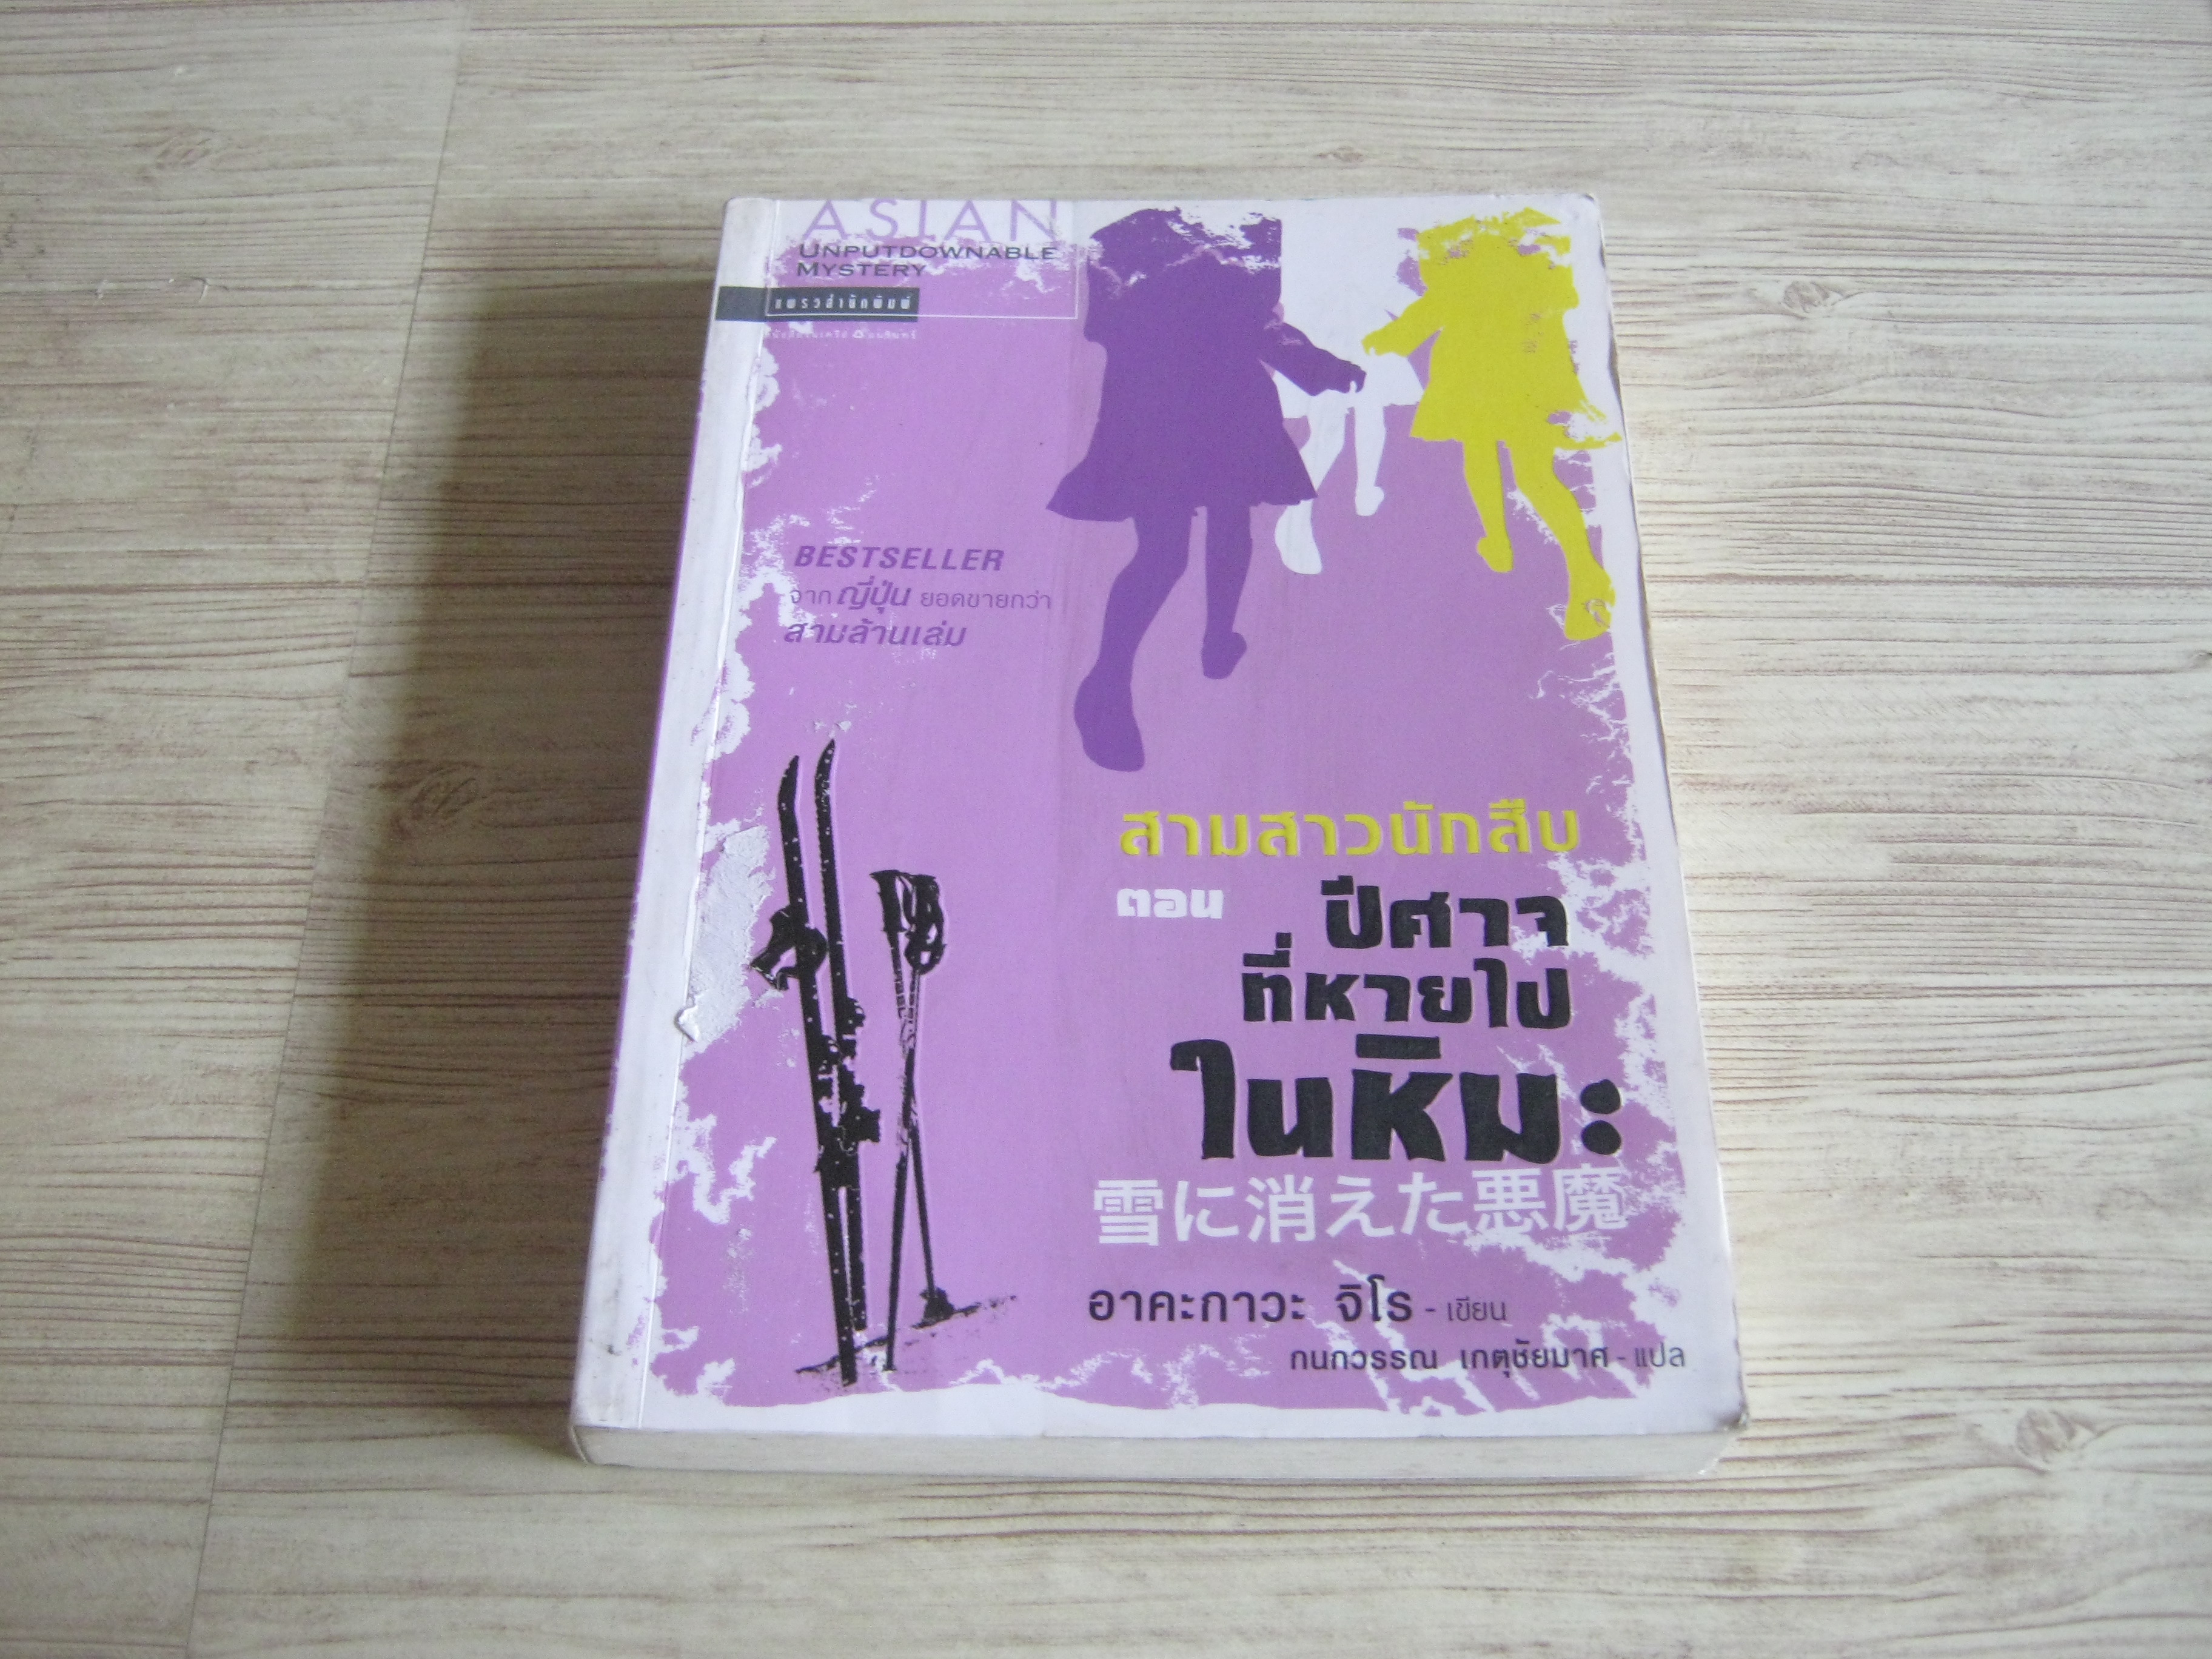 ASIAN
UNPUTDOWNABLE
MYSTERY
แพรวสำนักพิมพ์
BESTSELLER
จาก ญี่ปุ่น ยอดขายกว่า
สามล้านเล่ม
สามสาวนักสืบ
ตอน ปีศาจ
ที่หายไป
ในหิมะ
雪に消えた悪魔
อาคะกาวะ จิโร - เขียน
กนกวรรณ เกตุชัยมาศ - แปล